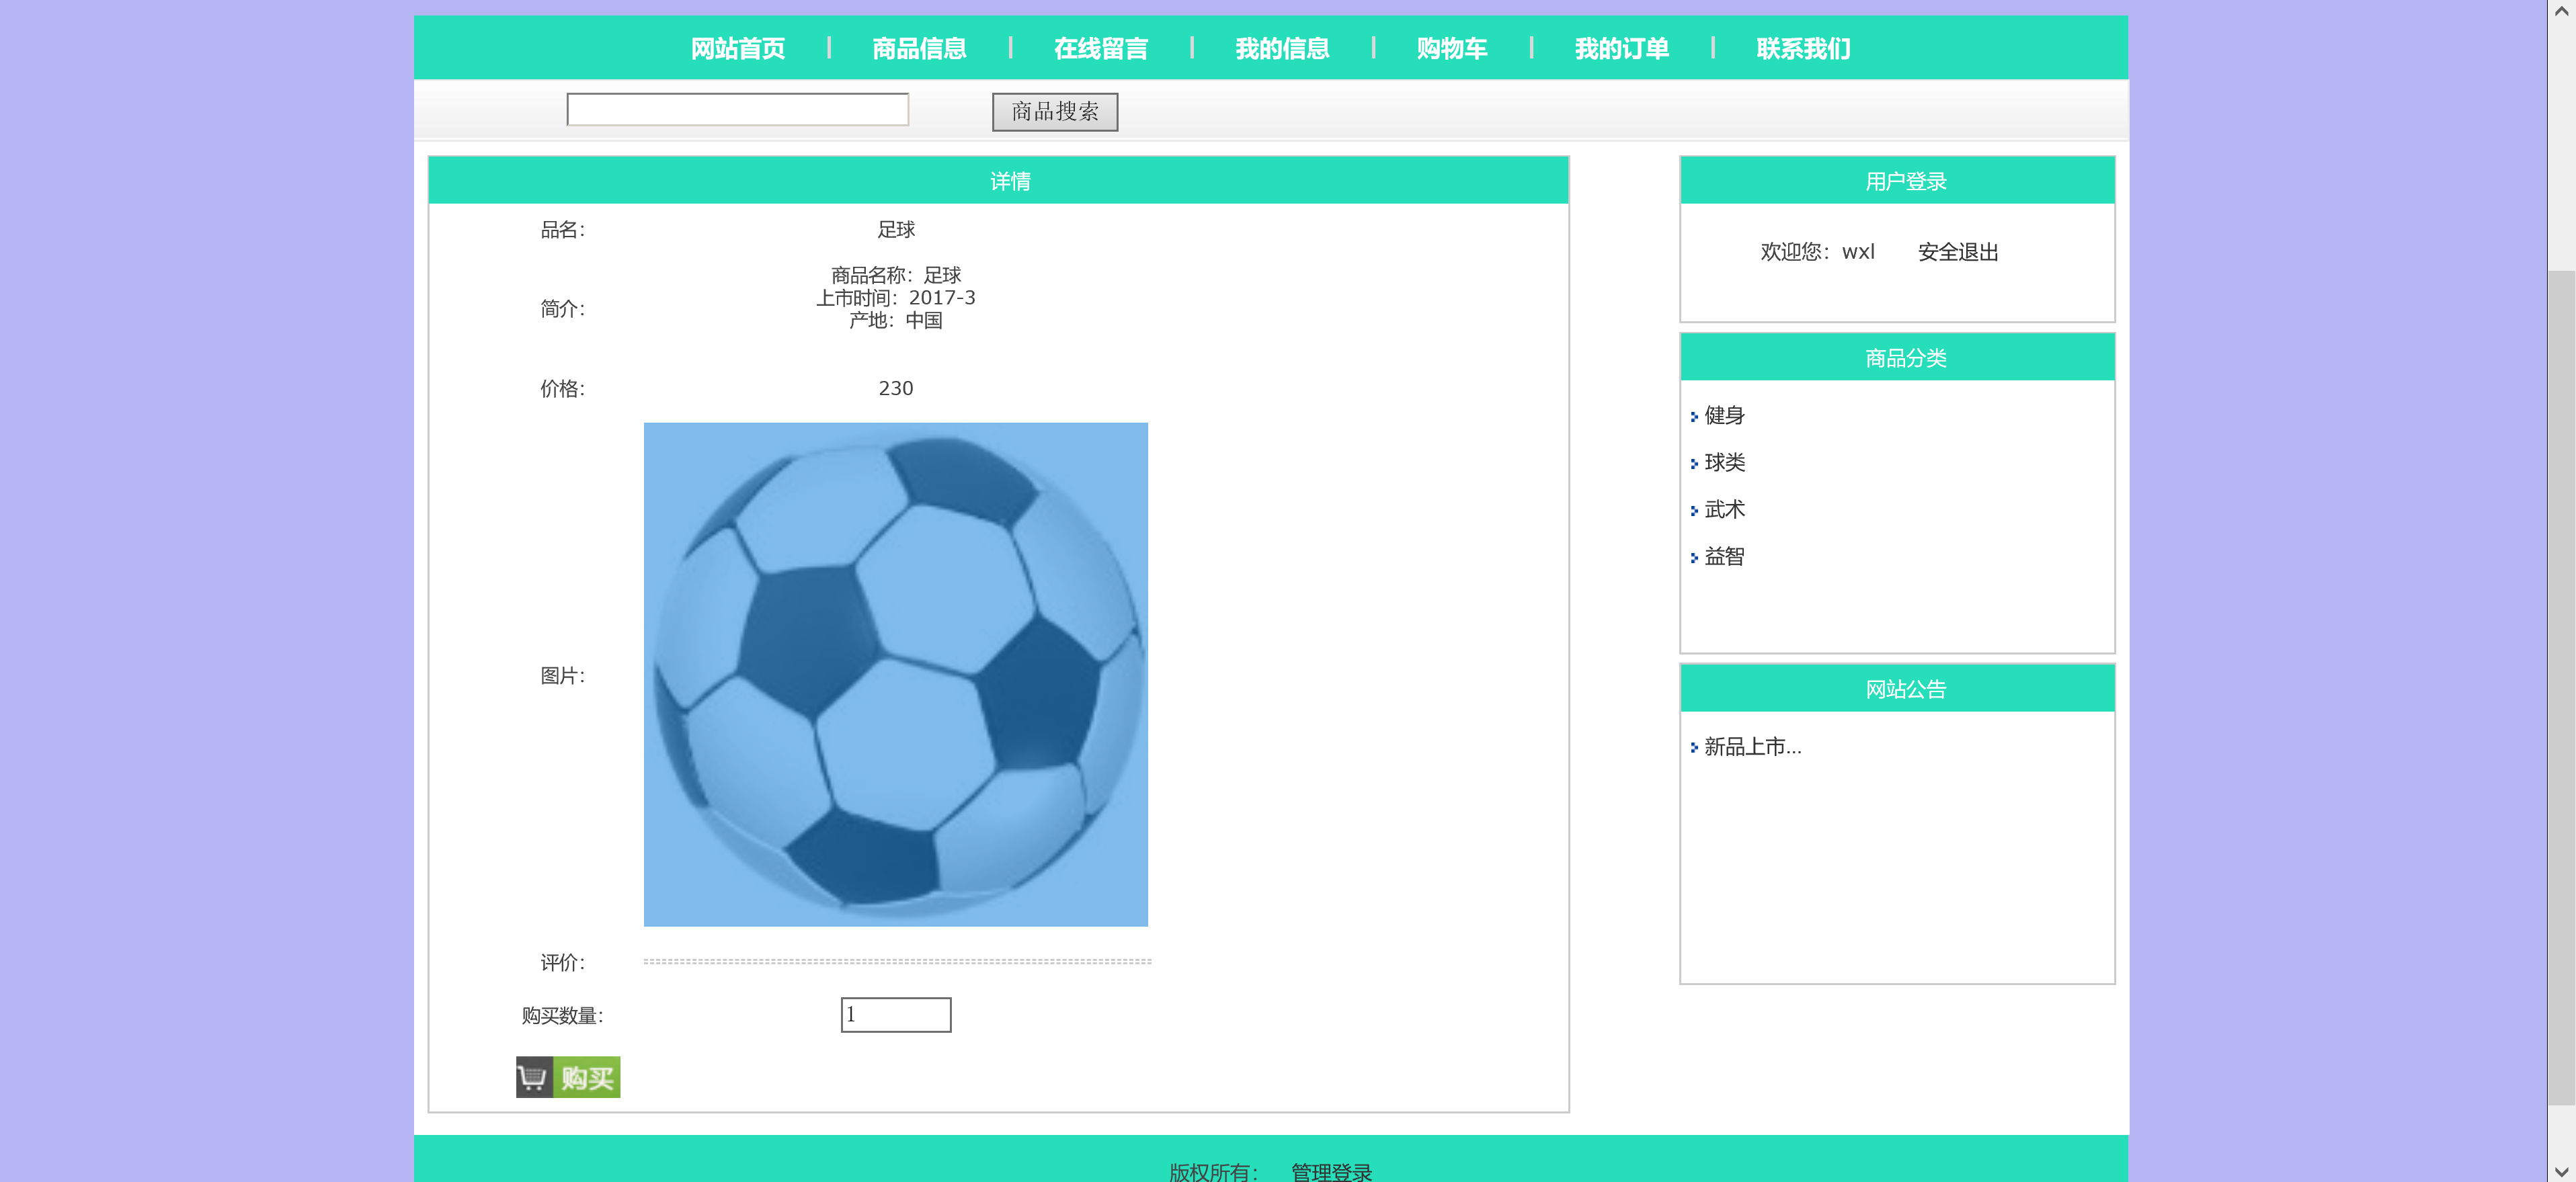 网站首页 | 商品信息 | 在线留言 | 我的信息 | 购物车 | 我的订单 | 联系我们
商品搜索
详情
品名： 足球
简介： 商品名称：足球
上市时间：2017-3
产地：中国
价格： 230
图片：
评价：
购买数量： 1
购买
用户登录
欢迎您：wxl 安全退出
商品分类
健身
球类
武术
益智
网站公告
新品上市...
版权所有： 管理登录